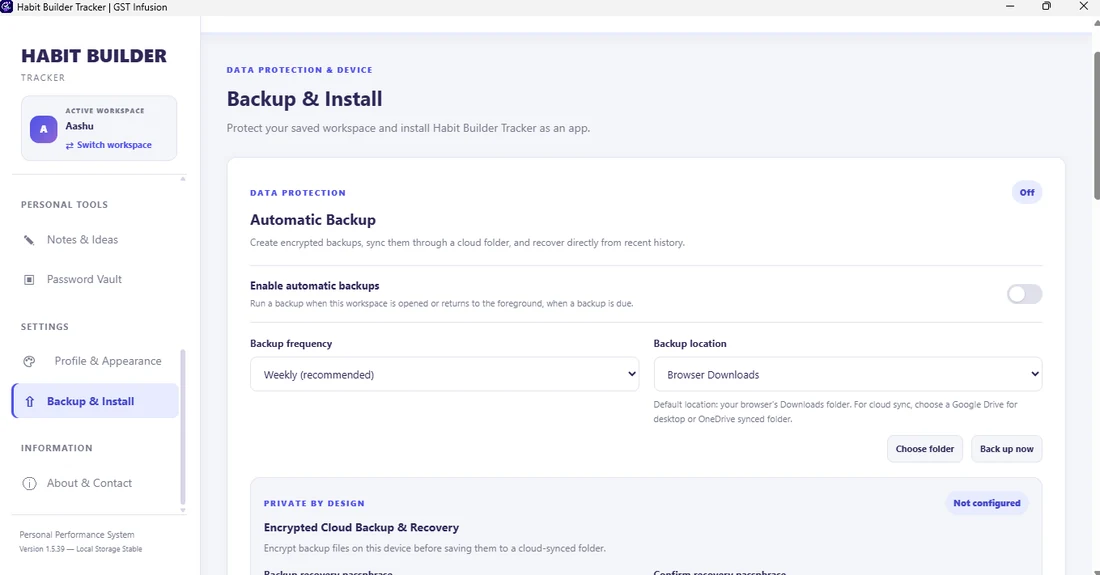 Habit Builder Tracker | GST Infusion
HABIT BUILDER
TRACKER
ACTIVE WORKSPACE
A
Aashu
⇄ Switch workspace
PERSONAL TOOLS
Notes & Ideas
Password Vault
SETTINGS
Profile & Appearance
Backup & Install
INFORMATION
About & Contact
Personal Performance System
Version 1.5.39 — Local Storage Stable
DATA PROTECTION & DEVICE
Backup & Install
Protect your saved workspace and install Habit Builder Tracker as an app.
DATA PROTECTION
Off
Automatic Backup
Create encrypted backups, sync them through a cloud folder, and recover directly from recent history.
Enable automatic backups
Run a backup when this workspace is opened or returns to the foreground, when a backup is due.
Backup frequency
Weekly (recommended)
Backup location
Browser Downloads
Default location: your browser's Downloads folder. For cloud sync, choose a Google Drive for
desktop or OneDrive synced folder.
Choose folder
Back up now
PRIVATE BY DESIGN
Not configured
Encrypted Cloud Backup & Recovery
Encrypt backup files on this device before saving them to a cloud-synced folder.
Backup recovery passphrase
Confirm recovery passphrase